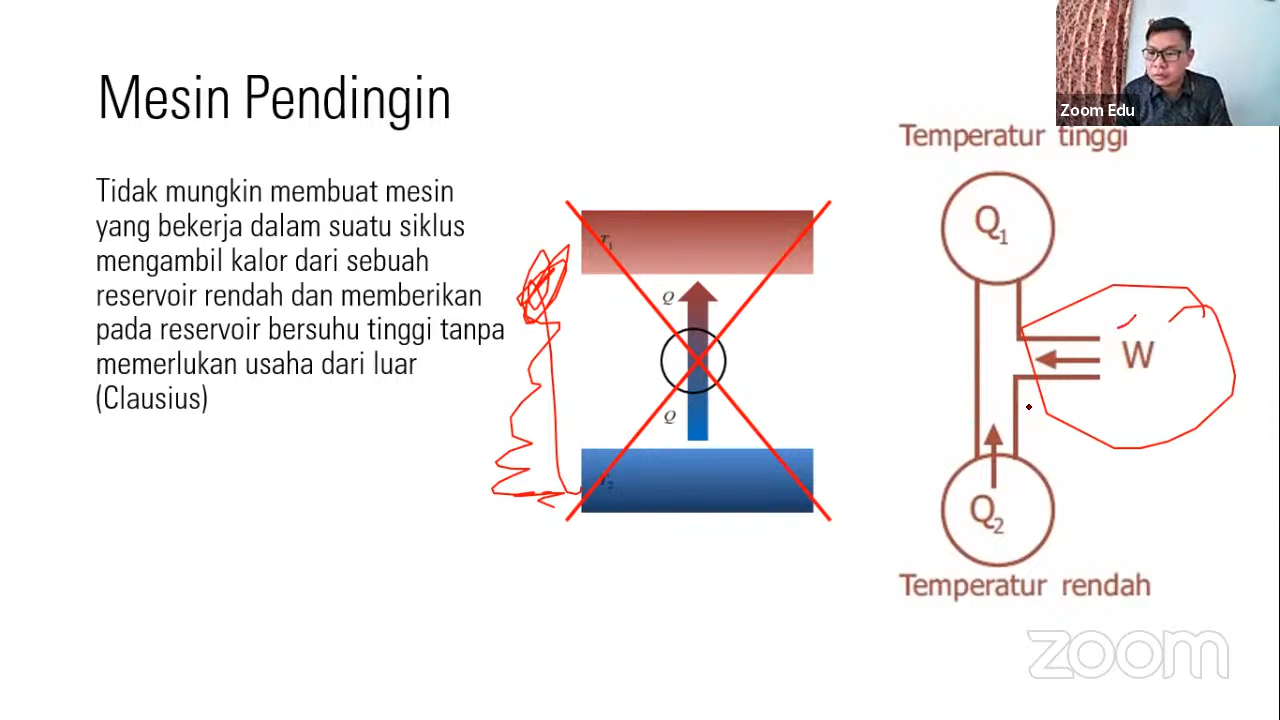 Mesin Pendingin
Tidak mungkin membuat mesin
yang bekerja dalam suatu siklus
mengambil kalor dari sebuah
reservoir rendah dan memberikan
pada reservoir bersuhu tinggi tanpa
memerlukan usaha dari luar
(Clausius)
T₁
Q
Q
T₂
Temperatur tinggi
Q₁
W
Q₂
Temperatur rendah
Zoom Edu
zoom